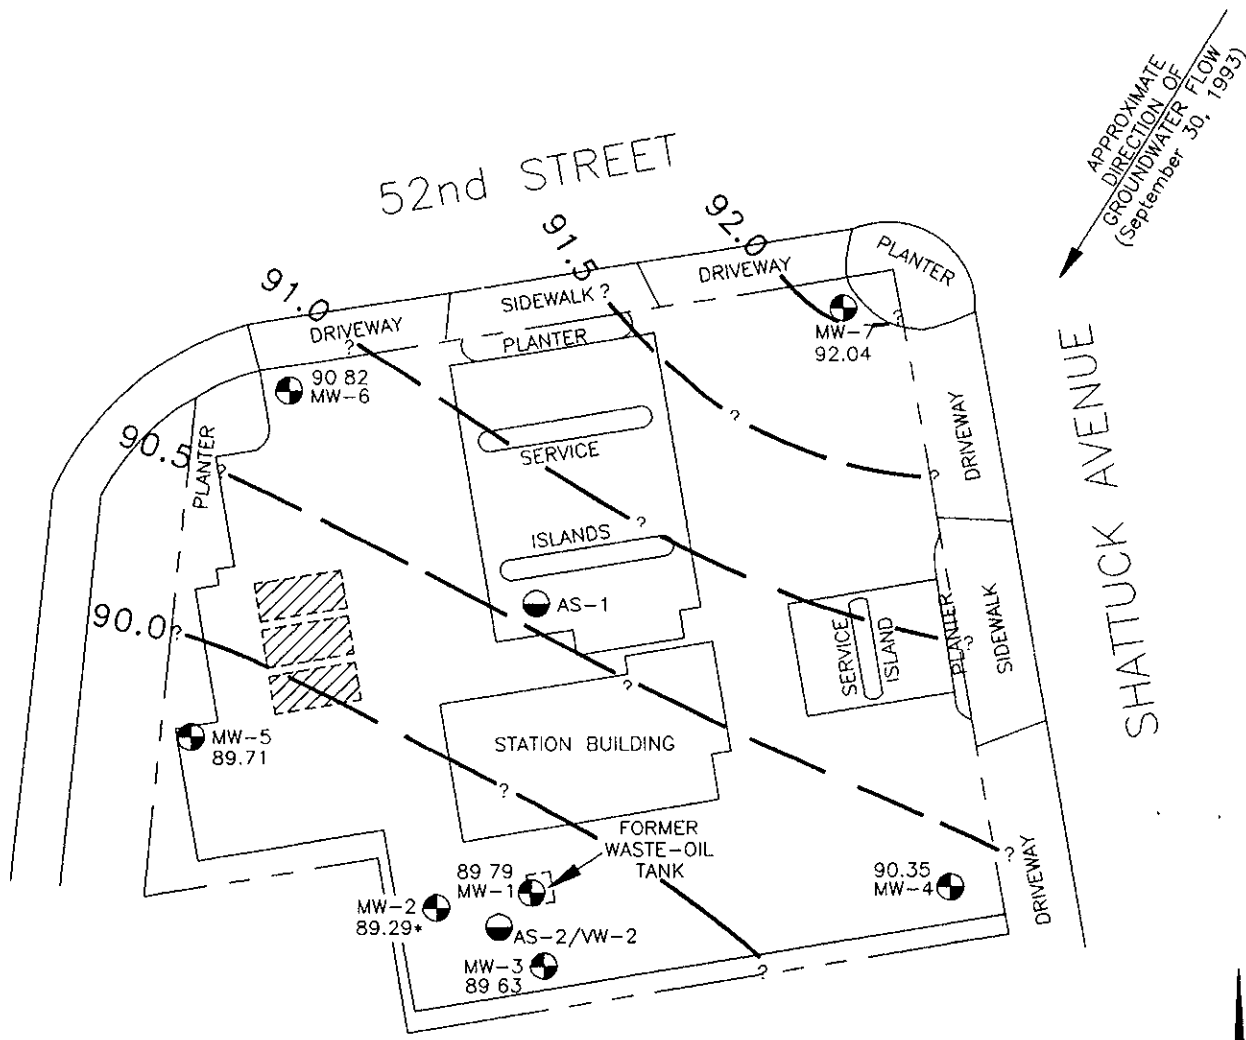 APPROXIMATE
DIRECTION OF
GROUNDWATER FLOW
(September 30, 1993)
52nd STREET
92.0
91.5
91.0
90.5
90.0
PLANTER
DRIVEWAY
SIDEWALK ?
DRIVEWAY
?
PLANTER
?
MW-7
92.04
90 82
MW-6
SHATTUCK AVENUE
DRIVEWAY
?
?
PLANTER
?
SERVICE
?
ISLANDS
AS-1
?
SERVICE
ISLAND
PLANTER
?
SIDEWALK
?
MW-5
89.71
STATION BUILDING
?
FORMER
WASTE-OIL
TANK
?
DRIVEWAY
89 79
MW-1
90.35
MW-4
MW-2
89.29*
AS-2/VW-2
MW-3
89 63
?